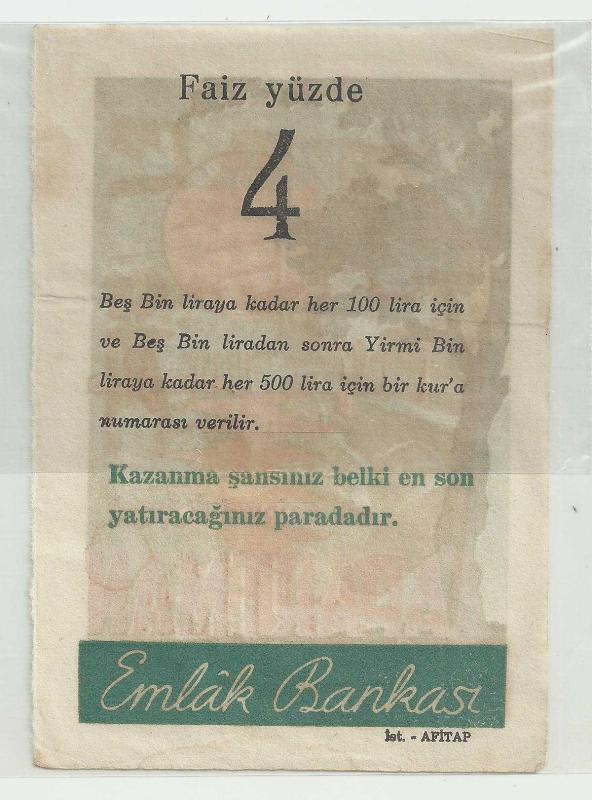 Faiz yüzde
4
Beş Bin liraya kadar her 100 lira için
ve Beş Bin liradan sonra Yirmi Bin
liraya kadar her 500 lira için bir kur'a
numarası verilir.
Kazanma şansınız belki en son
yatıracağınız paradadır.
Emlâk Bankası
İst. - AFİTAP